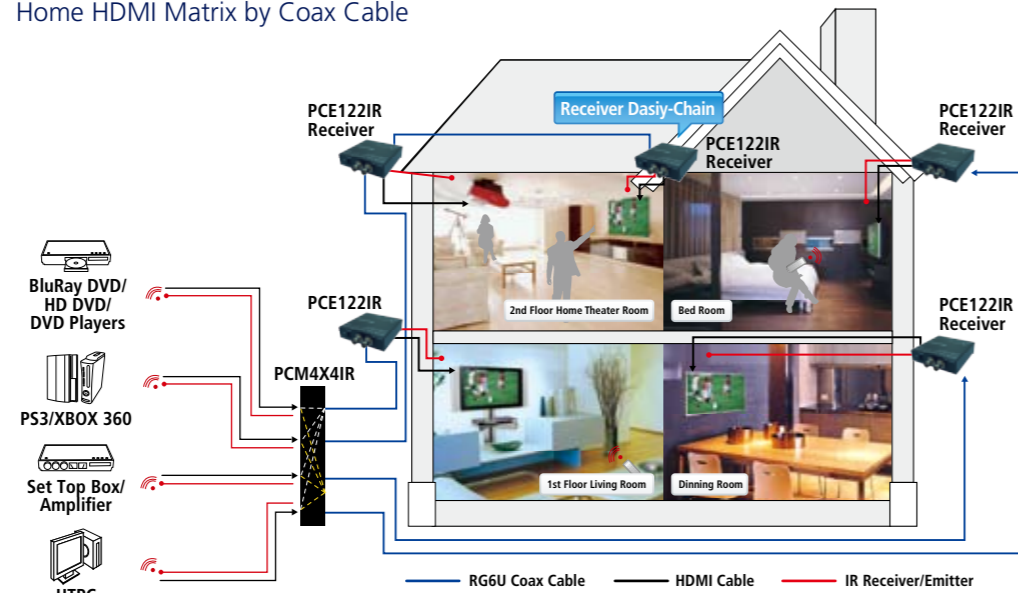 Home HDMI Matrix by Coax Cable
PCE122IR
Receiver
Receiver Dasiy-Chain
PCE122IR
Receiver
PCE122IR
Receiver
BluRay DVD/
HD DVD/
DVD Players
2nd Floor Home Theater Room
Bed Room
PCE122IR
PCE122IR
Receiver
PS3/XBOX 360
PCM4X4IR
Set Top Box/
Amplifier
1st Floor Living Room
Dinning Room
HTPC
RG6U Coax Cable
HDMI Cable
IR Receiver/Emitter